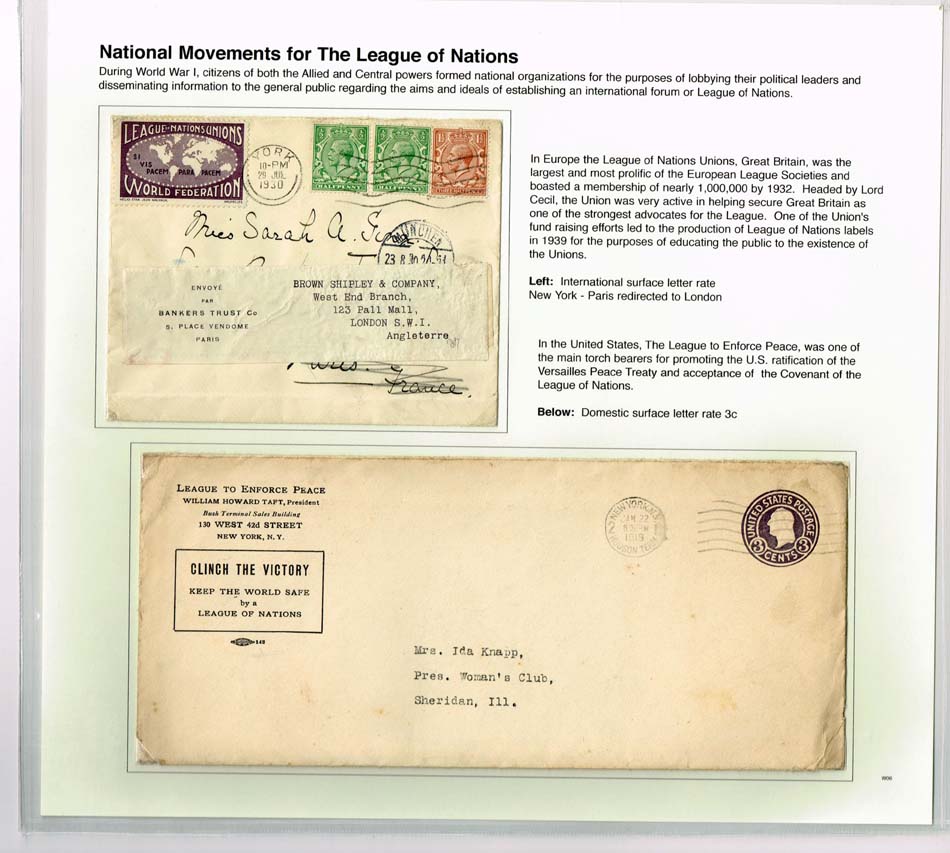 National Movements for The League of Nations
During World War I, citizens of both the Allied and Central powers formed national organizations for the purposes of lobbying their political leaders and
disseminating information to the general public regarding the aims and ideals of establishing an international forum or League of Nations.
LEAGUE·NATIONS UNIONS
SI
VIS
PACEM PARA PACEM
WORLD FEDERATION
YORK
10-PM
29 JUL
1930
HALFPENNY
HALFPENNY
Miss Sarah A.
MÜNCHEN
ENVOYÉ
PAR
BANKERS TRUST Co
5, PLACE VENDOME
PARIS
BROWN SHIPLEY & COMPANY,
West End Branch,
123 Pall Mall,
LONDON S.W.I.
Angleterre
Paris.
France.
In Europe the League of Nations Unions, Great Britain, was the
largest and most prolific of the European League Societies and
boasted a membership of nearly 1,000,000 by 1932. Headed by Lord
Cecil, the Union was very active in helping secure Great Britain as
one of the strongest advocates for the League. One of the Union's
fund raising efforts led to the production of League of Nations labels
in 1939 for the purposes of educating the public to the existence of
the Unions.
Left: International surface letter rate
New York - Paris redirected to London
In the United States, The League to Enforce Peace, was one of
the main torch bearers for promoting the U.S. ratification of the
Versailles Peace Treaty and acceptance of the Covenant of the
League of Nations.
Below: Domestic surface letter rate 3c
LEAGUE TO ENFORCE PEACE
WILLIAM HOWARD TAFT, President
Bush Terminal Sales Building
130 WEST 42d STREET
NEW YORK, N. Y.
CLINCH THE VICTORY
KEEP THE WORLD SAFE
by a
LEAGUE OF NATIONS
142
NEW YORK, N.Y.
JAN 22
1919
UNITED STATES POSTAGE
3 CENTS 3
Mrs. Ida Knapp,
Pres. Woman's Club,
Sheridan, Ill.